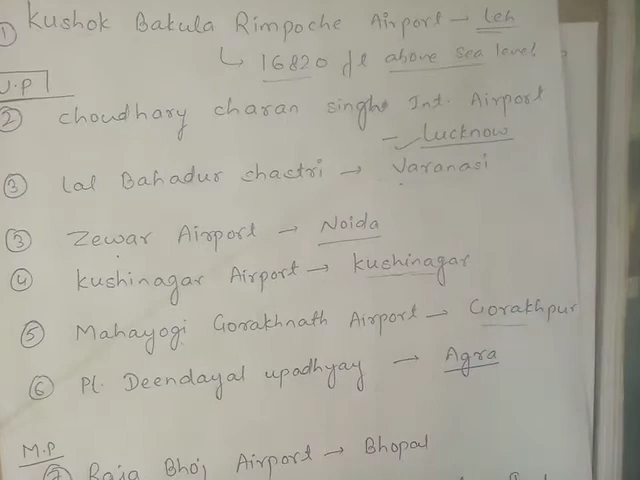 ① Kushok Bakula Rimpoche Airport – Leh
↳ 16820 ft above sea level
U.P
② Choudhary Charan Singh Int. Airport
– Lucknow
③ Lal Bahadur Shastri → Varanasi
③ Zewar Airport → Noida
④ Kushinagar Airport → Kushinagar
⑤ Mahayogi Gorakhnath Airport – Gorakhpur
⑥ Pt. Deendayal upadhyay → Agra
M.P
⑦ Raja Bhoj Airport → Bhopal